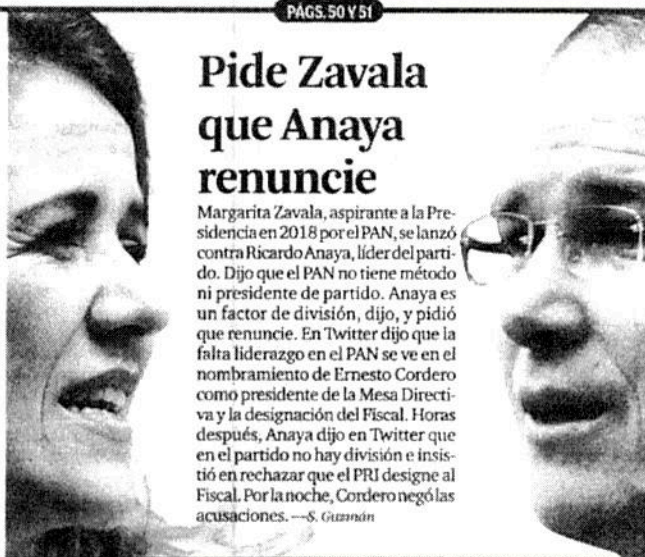 PÁGS. 50 Y 51
Pide Zavala
que Anaya
renuncie
Margarita Zavala, aspirante a la Pre-
sidencia en 2018 por el PAN, se lanzó
contra Ricardo Anaya, líder del parti-
do. Dijo que el PAN no tiene método
ni presidente de partido. Anaya es
un factor de división, dijo, y pidió
que renuncie. En Twitter dijo que la
falta liderazgo en el PAN se ve en el
nombramiento de Ernesto Cordero
como presidente de la Mesa Directi-
va y la designación del Fiscal. Horas
después, Anaya dijo en Twitter que
en el partido no hay división e insis-
tió en rechazar que el PRI designe al
Fiscal. Por la noche, Cordero negó las
acusaciones. —S. Guzmán